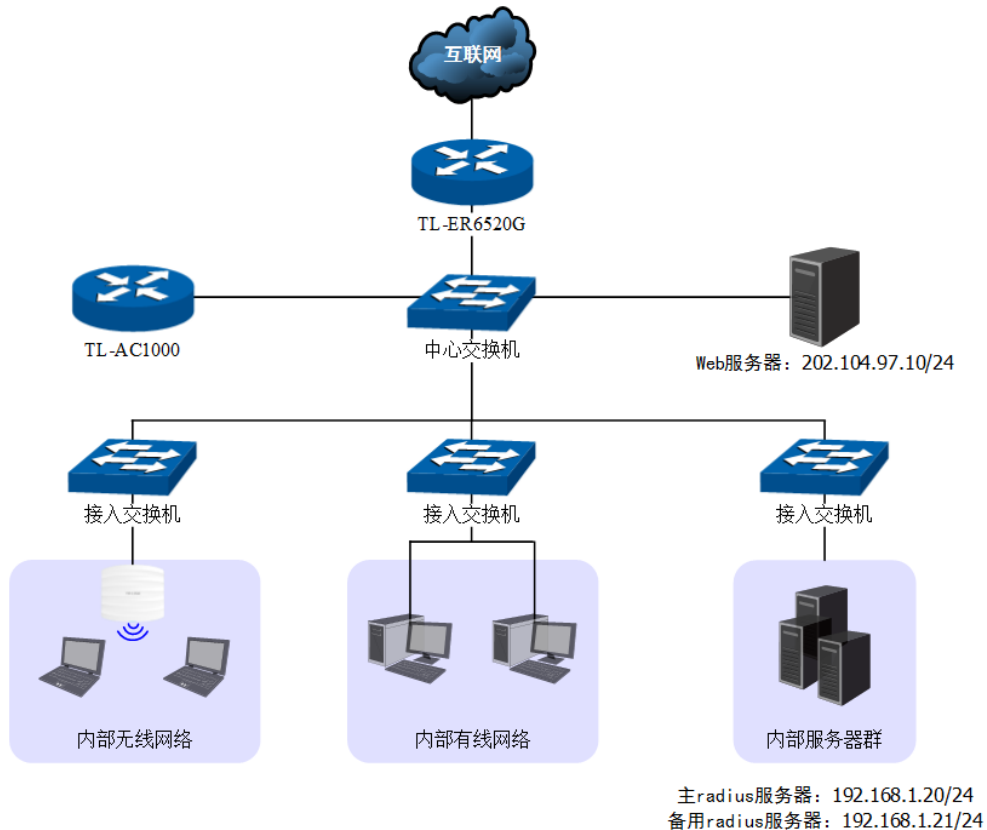 互联网
TL-ER6520G
TL-AC1000
中心交换机
Web服务器：202.104.97.10/24
接入交换机
接入交换机
接入交换机
内部无线网络
内部有线网络
内部服务器群
主radius服务器：192.168.1.20/24
备用radius服务器：192.168.1.21/24